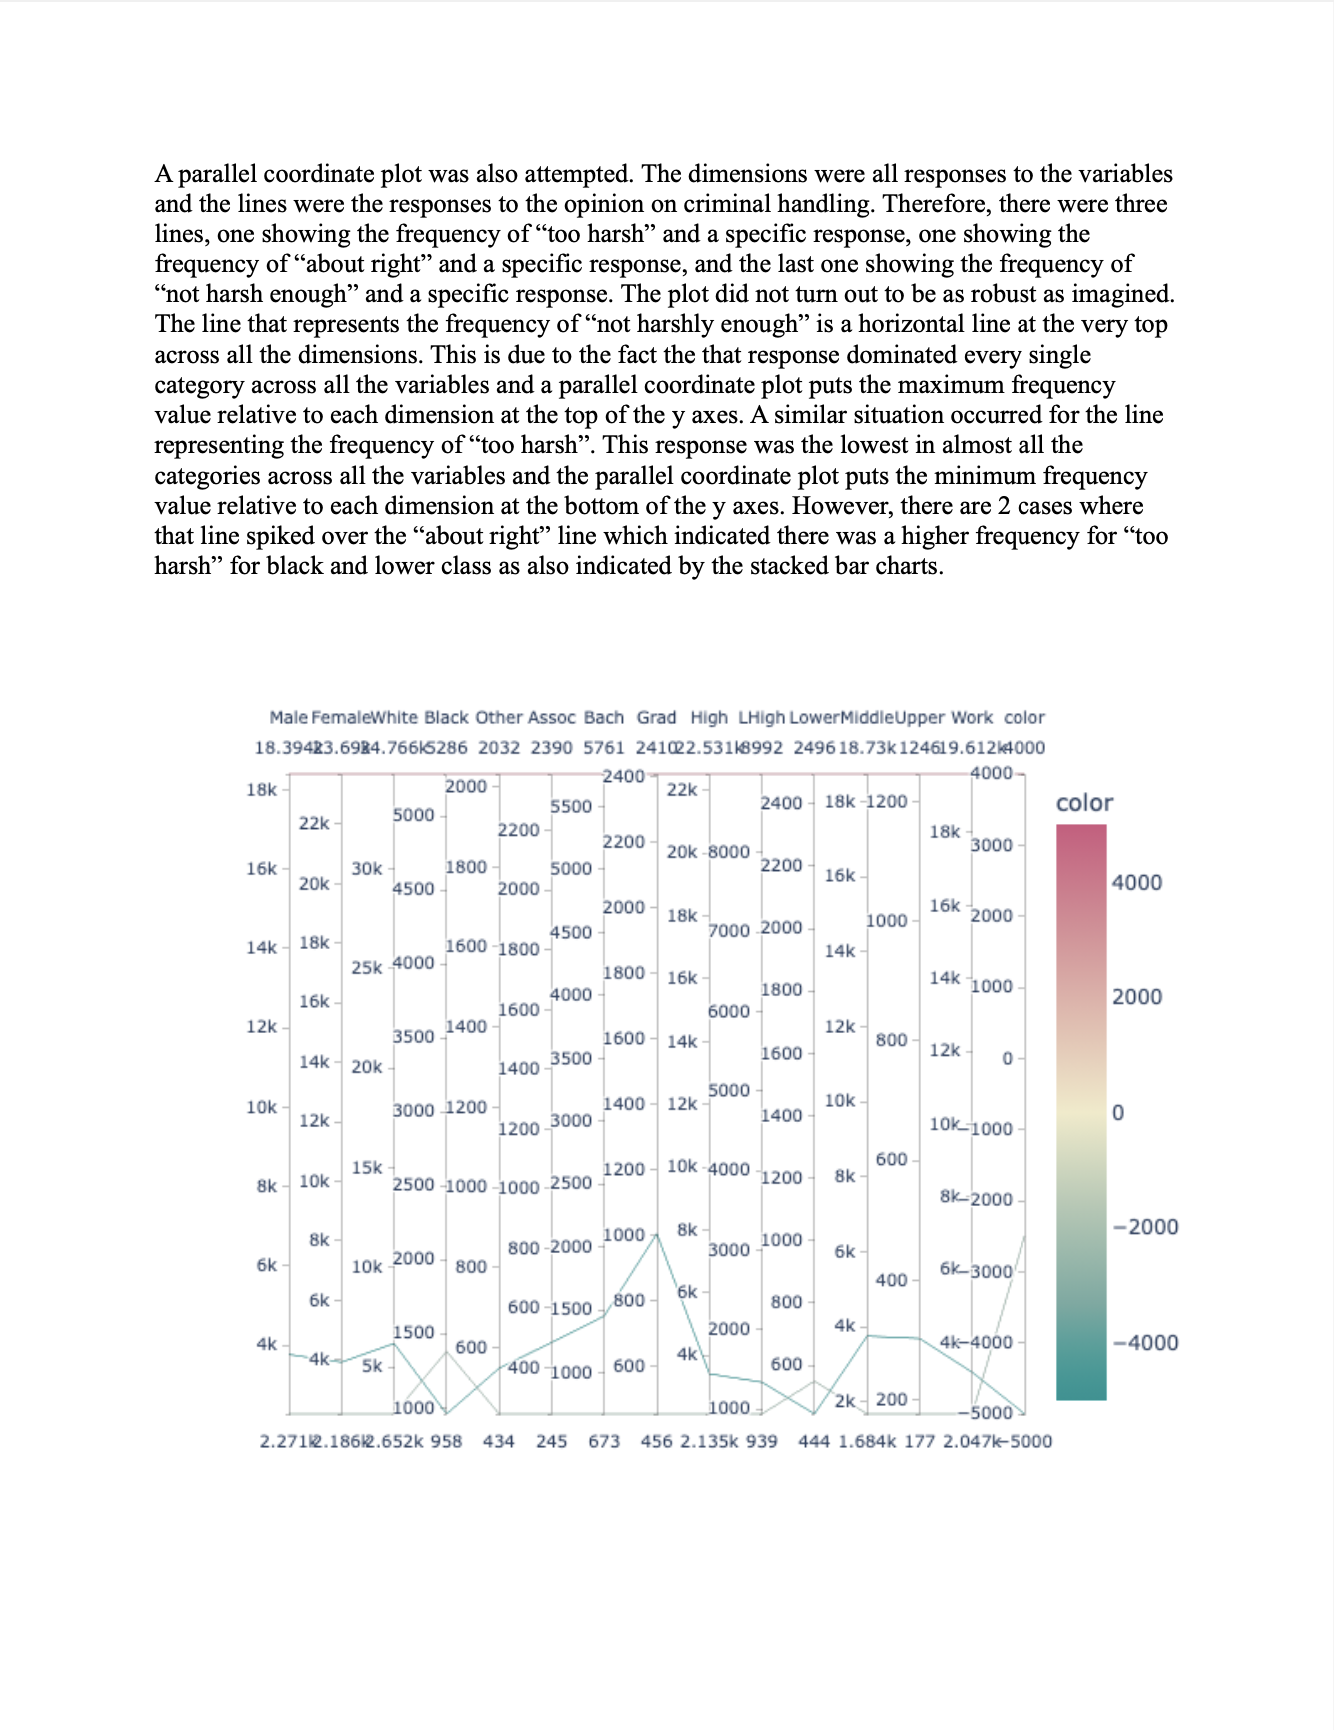 A parallel coordinate plot was also attempted. The dimensions were all responses to the variables
and the lines were the responses to the opinion on criminal handling. Therefore, there were three
lines, one showing the frequency of “too harsh” and a specific response, one showing the
frequency of “about right” and a specific response, and the last one showing the frequency of
“not harsh enough” and a specific response. The plot did not turn out to be as robust as imagined.
The line that represents the frequency of “not harshly enough” is a horizontal line at the very top
across all the dimensions. This is due to the fact the that response dominated every single
category across all the variables and a parallel coordinate plot puts the maximum frequency
value relative to each dimension at the top of the y axes. A similar situation occurred for the line
representing the frequency of “too harsh”. This response was the lowest in almost all the
categories across all the variables and the parallel coordinate plot puts the minimum frequency
value relative to each dimension at the bottom of the y axes. However, there are 2 cases where
that line spiked over the “about right” line which indicated there was a higher frequency for “too
harsh” for black and lower class as also indicated by the stacked bar charts.
Male Female White Black Other Assoc Bach Grad High LHigh Lower Middle Upper Work color
5286 2032 2390 5761 2410 22.531k 8992 2496 18.73k 1246 19.612k 4000
18k 16k 14k 12k 10k 8k 6k 4k
22k 20k 18k 16k 14k 12k 10k 8k 6k 4k
30k 25k 20k 15k 10k 5k
5000 4500 4000 3500 3000 2500 2000 1500 1000
2000 1800 1600 1400 1200 1000 800 600
2200 2000 1800 1600 1400 1200 1000 800 600 400
5500 5000 4500 4000 3500 3000 2500 2000 1500 1000
2400 2200 2000 1800 1600 1400 1200 1000 800 600
22k 20k 18k 16k 14k 12k 10k 8k 6k 4k
8000 7000 6000 5000 4000 3000 2000 1000
2400 2200 2000 1800 1600 1400 1200 1000 800 600
18k 16k 14k 12k 10k 8k 6k 4k 2k
1200 1000 800 600 400 200
18k 16k 14k 12k 10k 8k 6k 4k
4000 3000 2000 1000 0 −1000 −2000 −3000 −4000 −5000
2.271k 2.186k 2.652k 958 434 245 673 456 2.135k 939 444 1.684k 177 2.047k −5000
color
4000
2000
0
−2000
−4000